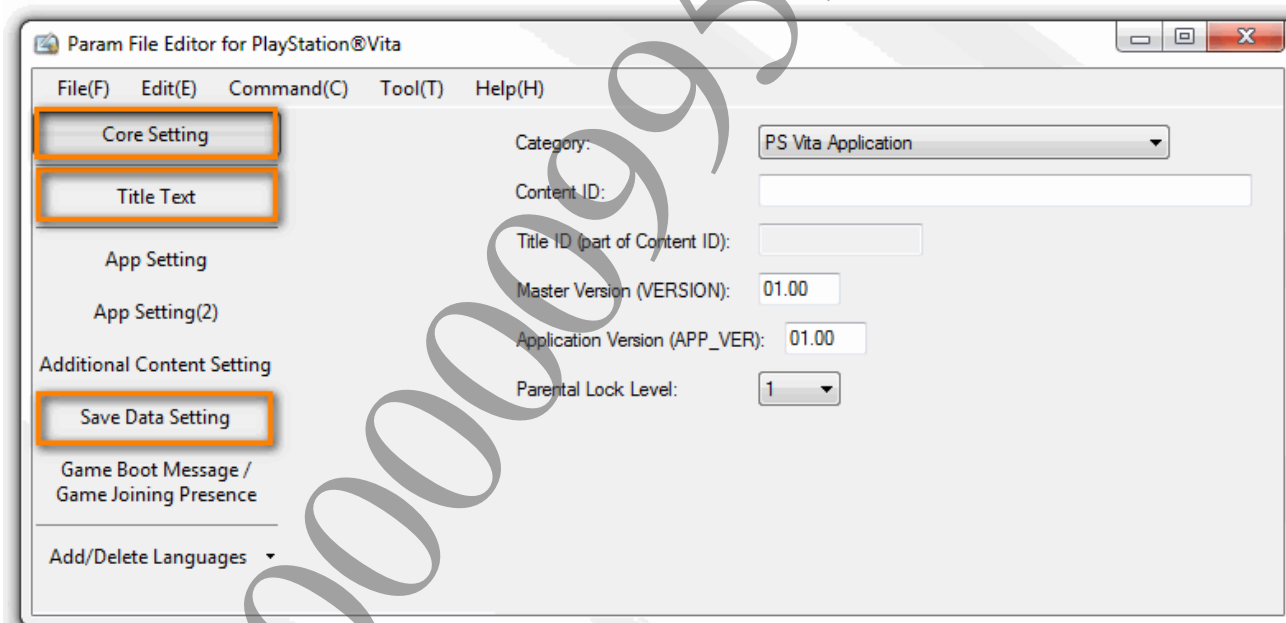 Param File Editor for PlayStation®Vita
File(F) Edit(E) Command(C) Tool(T) Help(H)
Core Setting
Title Text
App Setting
App Setting(2)
Additional Content Setting
Save Data Setting
Game Boot Message /
Game Joining Presence
Add/Delete Languages
Category: PS Vita Application
Content ID:
Title ID (part of Content ID):
Master Version (VERSION): 01.00
Application Version (APP_VER): 01.00
Parental Lock Level: 1